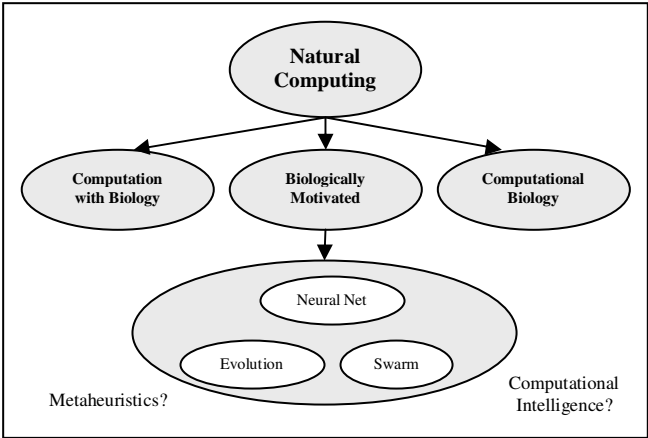 Natural
Computing
Computation
with Biology
Biologically
Motivated
Computational
Biology
Neural Net
Evolution
Swarm
Metaheuristics?
Computational
Intelligence?